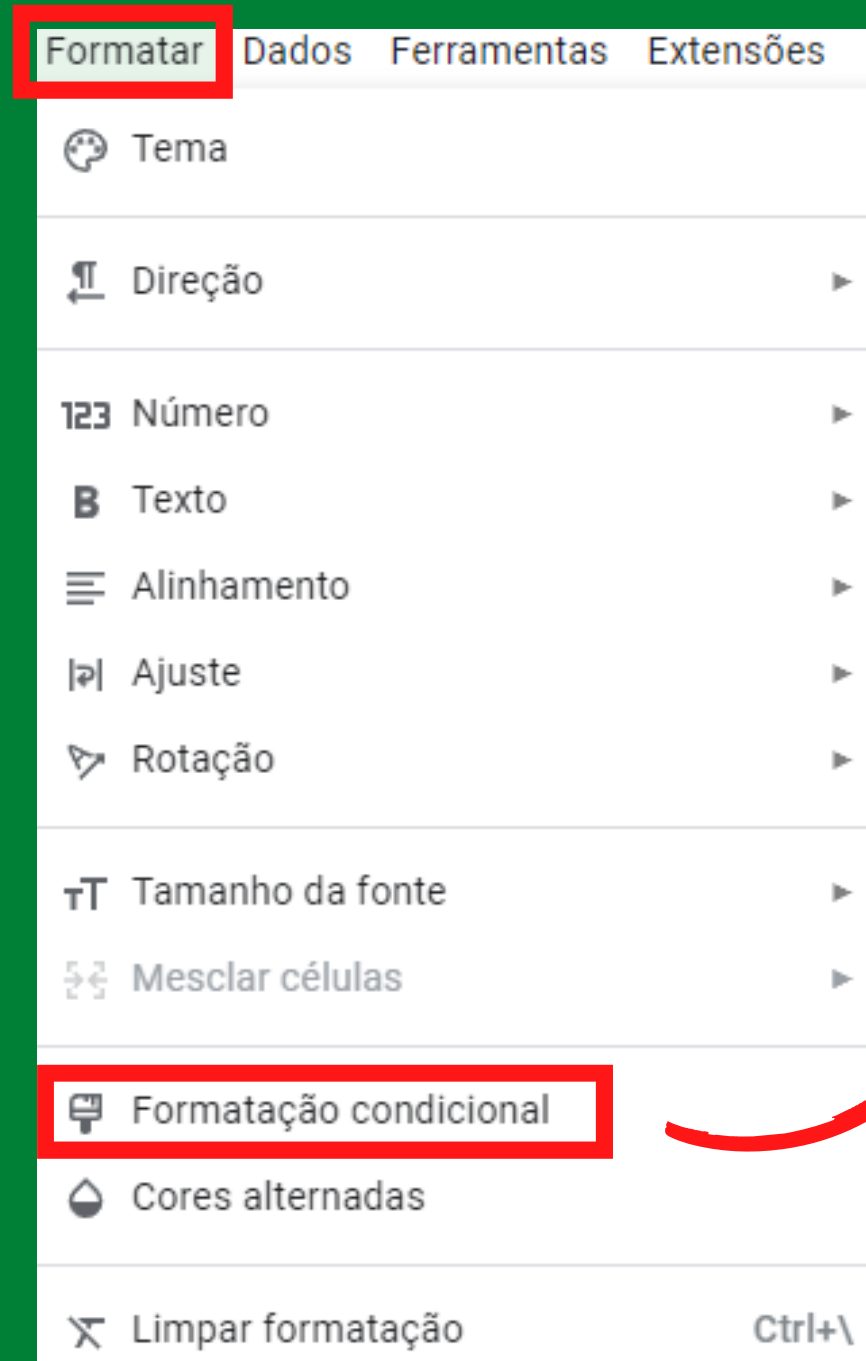 Formatar Dados Ferramentas Extensões
Tema
Direção
123 Número
B Texto
Alinhamento
Ajuste
Rotação
TT Tamanho da fonte
Mesclar células
Formatação condicional
Cores alternadas
Limpar formatação Ctrl+\